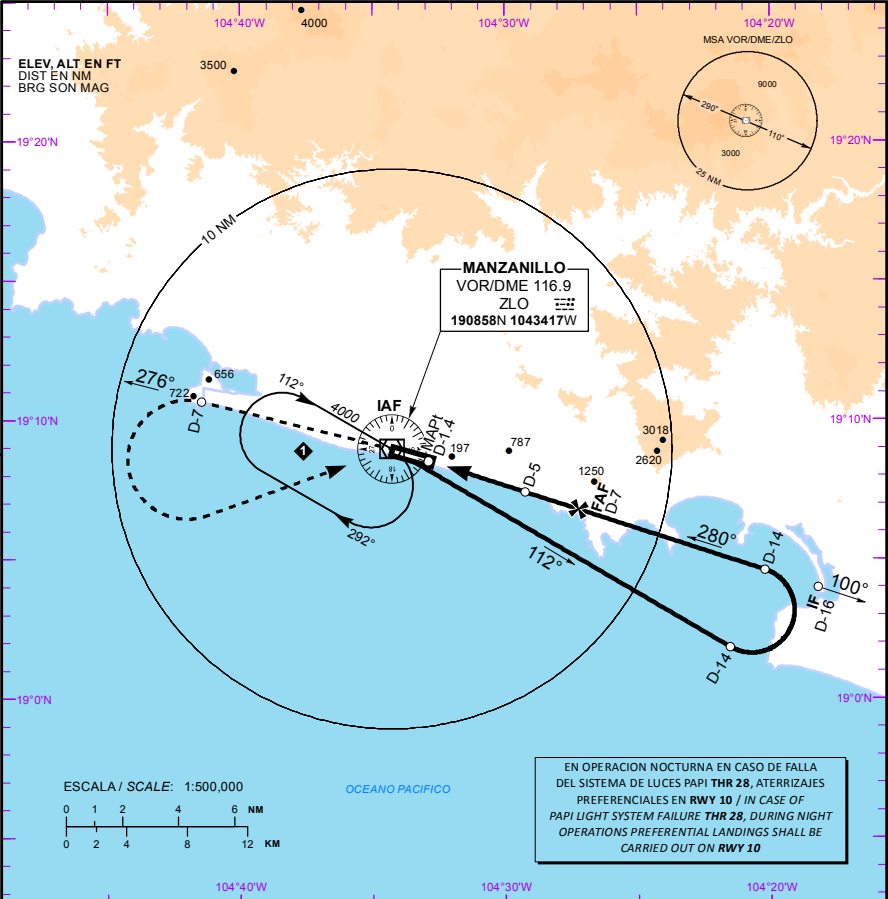 104°40'W
104°30'W
104°20'W
4000
ELEV, ALT EN FT
DIST EN NM
BRG SON MAG
3500
MSA VOR/DME/ZLO
9000
290°
110°
3000
25 NM
19°20'N
19°20'N
10 NM
MANZANILLO
VOR/DME 116.9
ZLO
190858N 1043417W
276°
722
656
D-7
112°
4000
IAF
0
18
27
MAPt
D-1.4
197
787
3018
2620
1250
19°10'N
19°10'N
1
D-5
FAF
D-7
292°
112°
280°
D-14
100°
IF
D-16
D-14
19°0'N
19°0'N
ESCALA / SCALE: 1:500,000
0 1 2 4 6 NM
0 2 4 8 12 KM
OCEANO PACIFICO
EN OPERACION NOCTURNA EN CASO DE FALLA
DEL SISTEMA DE LUCES PAPI THR 28, ATERRIZAJES
PREFERENCIALES EN RWY 10 / IN CASE OF
PAPI LIGHT SYSTEM FAILURE THR 28, DURING NIGHT
OPERATIONS PREFERENTIAL LANDINGS SHALL BE
CARRIED OUT ON RWY 10
104°40'W
104°30'W
104°20'W